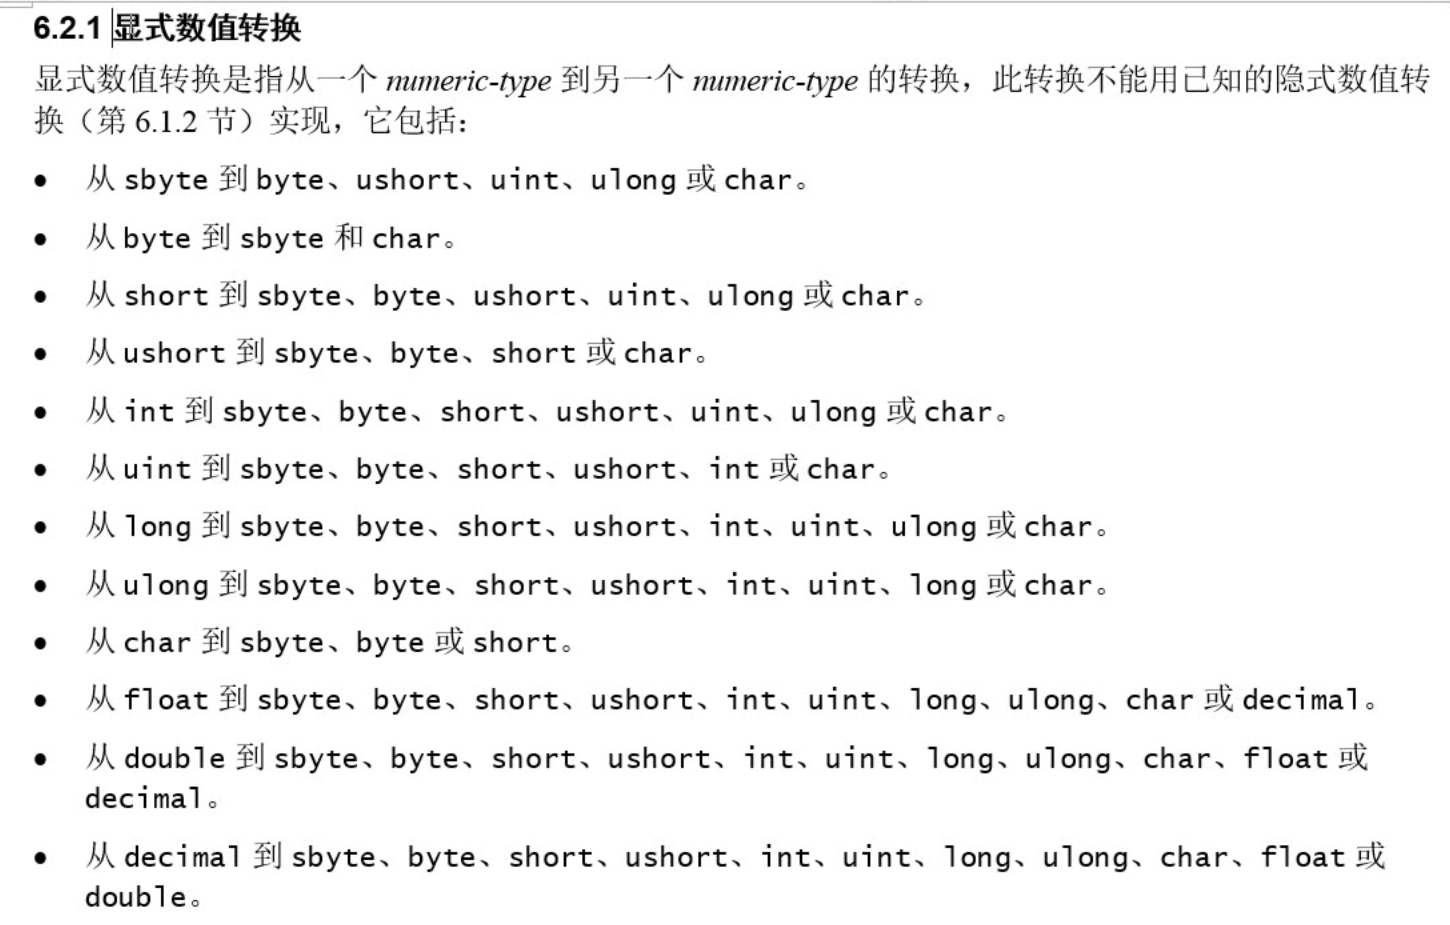 6.2.1 显式数值转换
显式数值转换是指从一个 numeric-type 到另一个 numeric-type 的转换，此转换不能用已知的隐式数值转
换（第 6.1.2 节）实现，它包括：
• 从 sbyte 到 byte、ushort、uint、ulong 或 char。
• 从 byte 到 sbyte 和 char。
• 从 short 到 sbyte、byte、ushort、uint、ulong 或 char。
• 从 ushort 到 sbyte、byte、short 或 char。
• 从 int 到 sbyte、byte、short、ushort、uint、ulong 或 char。
• 从 uint 到 sbyte、byte、short、ushort、int 或 char。
• 从 long 到 sbyte、byte、short、ushort、int、uint、ulong 或 char。
• 从 ulong 到 sbyte、byte、short、ushort、int、uint、long 或 char。
• 从 char 到 sbyte、byte 或 short。
• 从 float 到 sbyte、byte、short、ushort、int、uint、long、ulong、char 或 decimal。
• 从 double 到 sbyte、byte、short、ushort、int、uint、long、ulong、char、float 或
decimal。
• 从 decimal 到 sbyte、byte、short、ushort、int、uint、long、ulong、char、float 或
double。